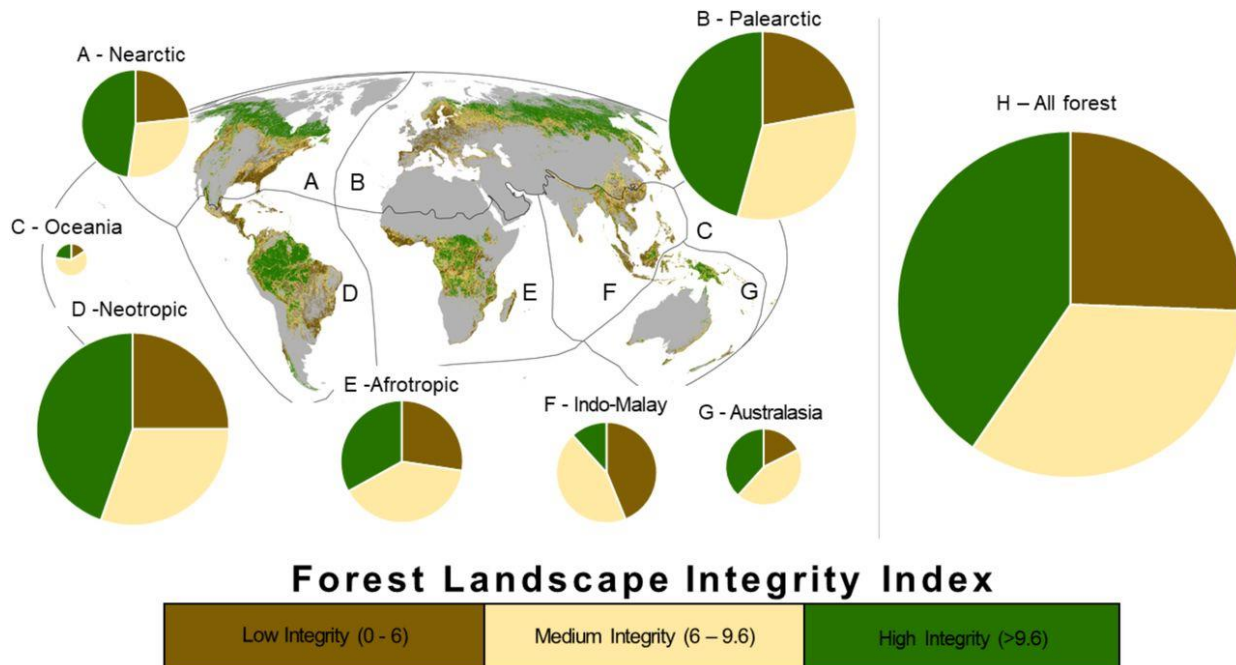 B - Palearctic
A - Nearctic
H – All forest
A
B
C - Oceania
C
D
E
F
G
D -Neotropic
E -Afrotropic
F - Indo-Malay
G - Australasia
Forest Landscape Integrity Index
Low Integrity (0 - 6)
Medium Integrity (6 – 9.6)
High Integrity (>9.6)